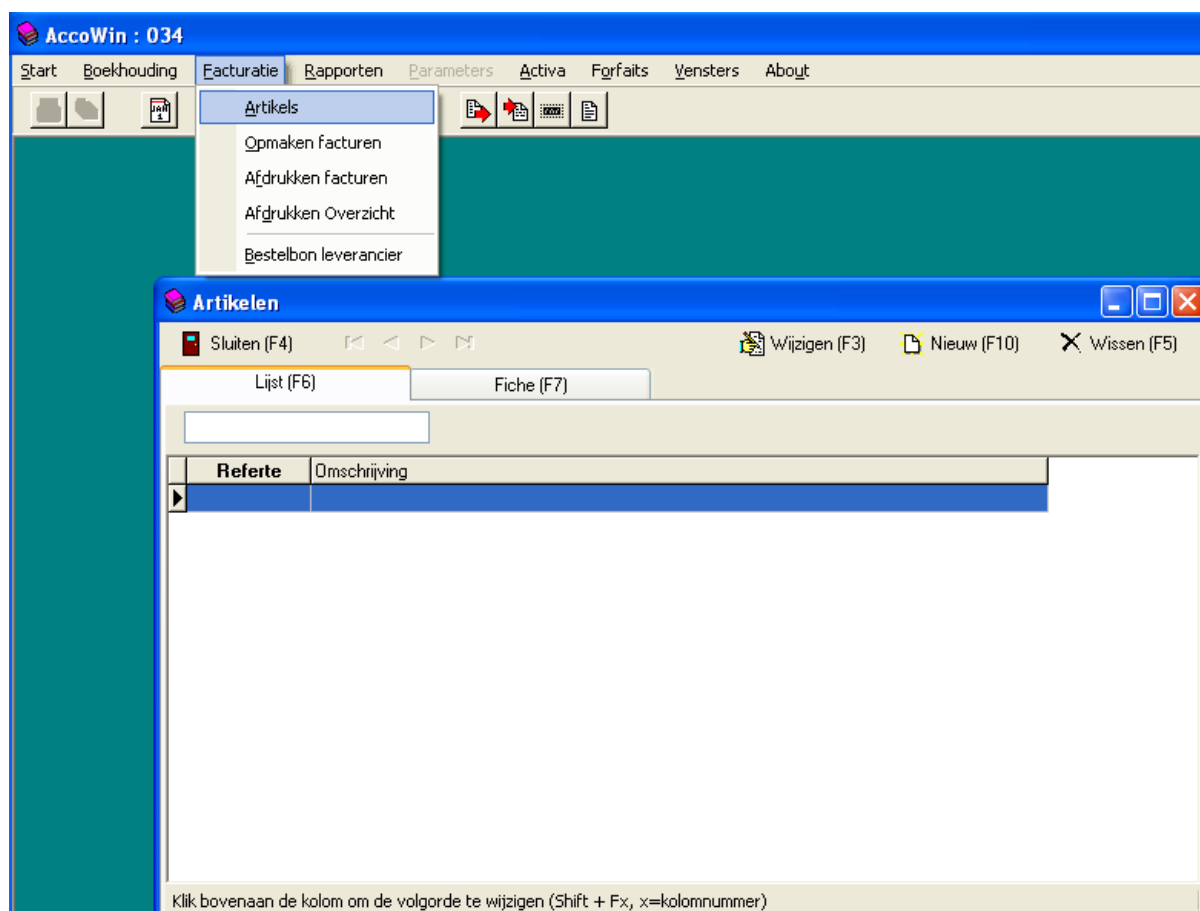 AccoWin : 034
Start Boekhouding Facturatie Rapporten Parameters Activa Forfaits Vensters About
JAN
1
Artikels
Opmaken facturen
Afdrukken facturen
Afdrukken Overzicht
Bestelbon leverancier
Artikelen
Sluiten (F4) Wijzigen (F3) Nieuw (F10) Wissen (F5)
Lijst (F6) Fiche (F7)
Referte Omschrijving
Klik bovenaan de kolom om de volgorde te wijzigen (Shift + Fx, x=kolomnummer)